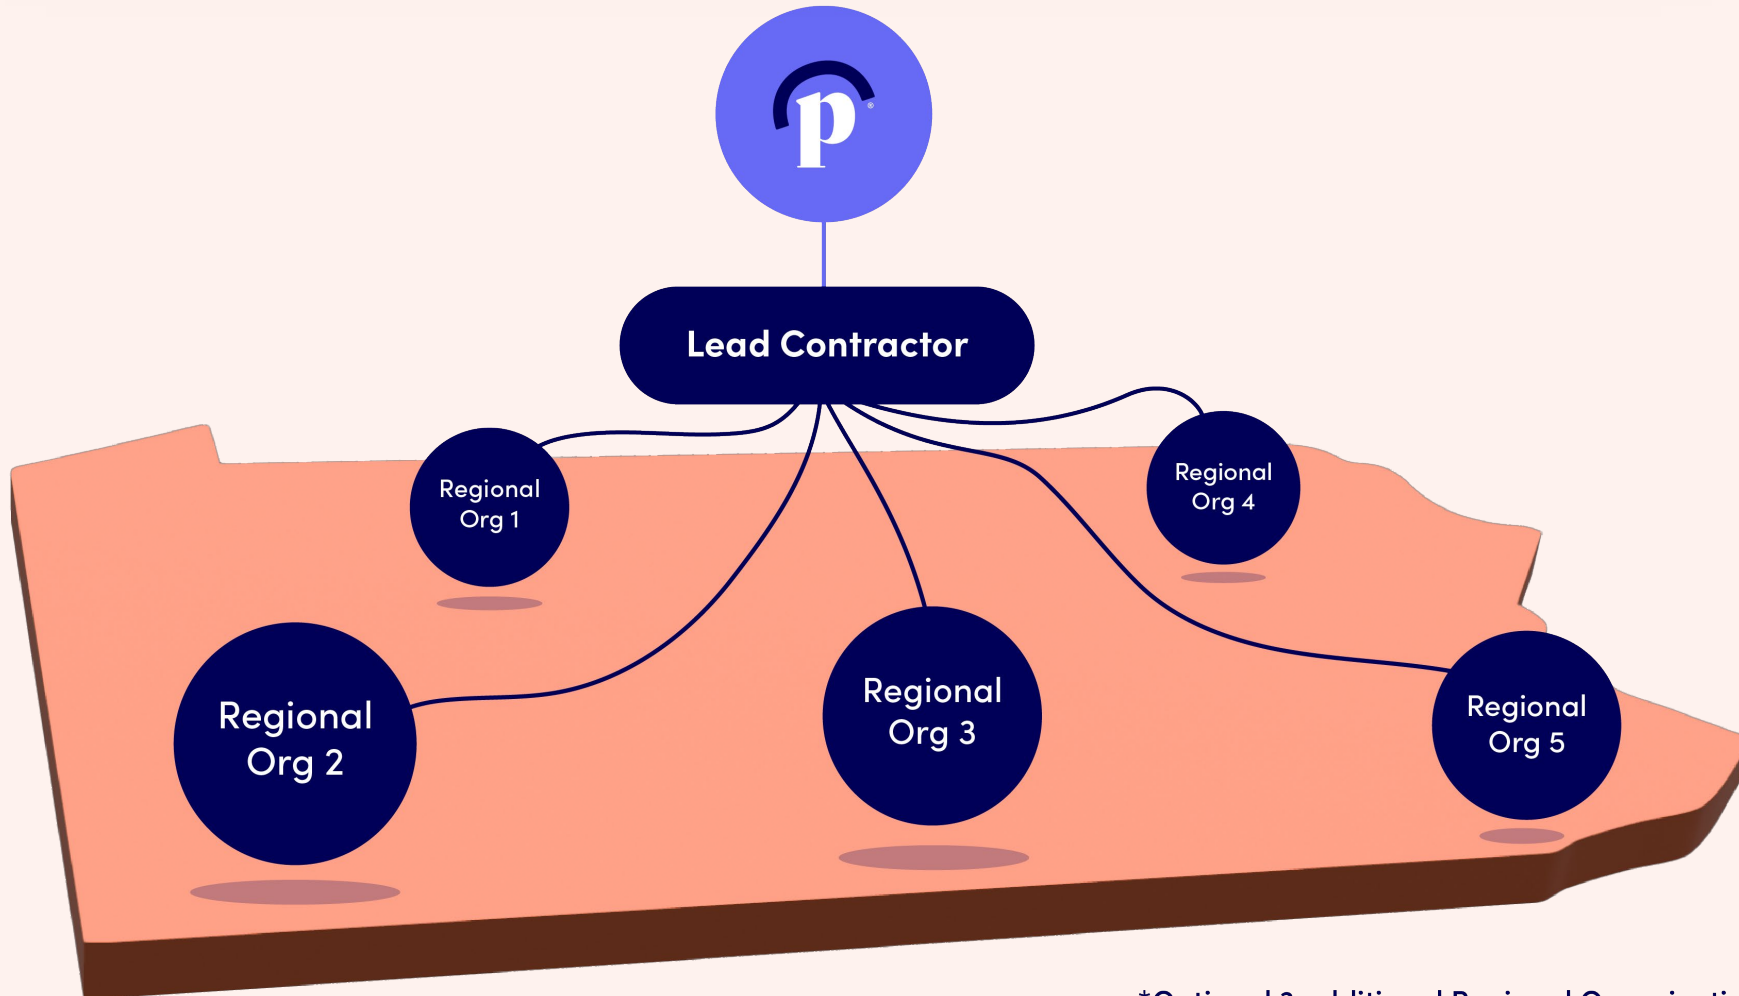 p
Lead Contractor
Regional
Org 1
Regional
Org 4
Regional
Org 2
Regional
Org 3
Regional
Org 5